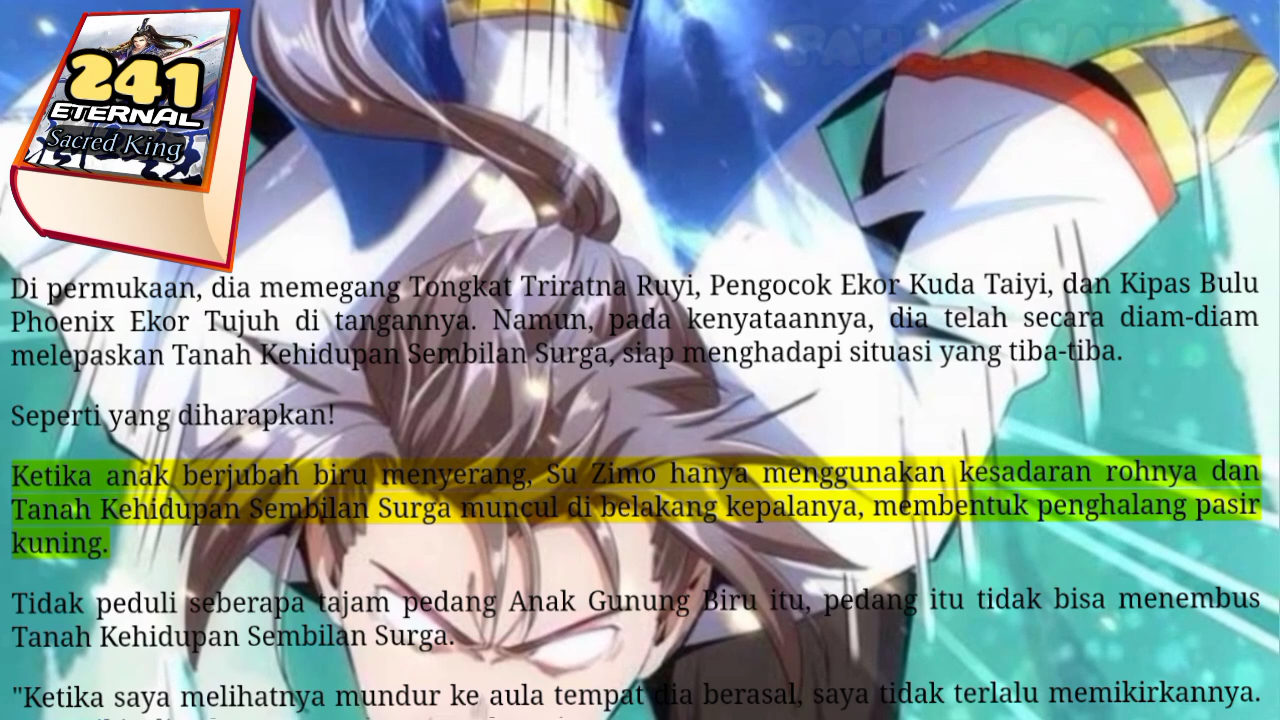 241
ETERNAL
Sacred King
Di permukaan, dia memegang Tongkat Triratna Ruyi, Pengocok Ekor Kuda Taiyi, dan Kipas Bulu
Phoenix Ekor Tujuh di tangannya. Namun, pada kenyataannya, dia telah secara diam-diam
melepaskan Tanah Kehidupan Sembilan Surga, siap menghadapi situasi yang tiba-tiba.
Seperti yang diharapkan!
Ketika anak berjubah biru menyerang, Su Zimo hanya menggunakan kesadaran rohnya dan
Tanah Kehidupan Sembilan Surga muncul di belakang kepalanya, membentuk penghalang pasir
kuning.
Tidak peduli seberapa tajam pedang Anak Gunung Biru itu, pedang itu tidak bisa menembus
Tanah Kehidupan Sembilan Surga.
"Ketika saya melihatnya mundur ke aula tempat dia berasal, saya tidak terlalu memikirkannya.